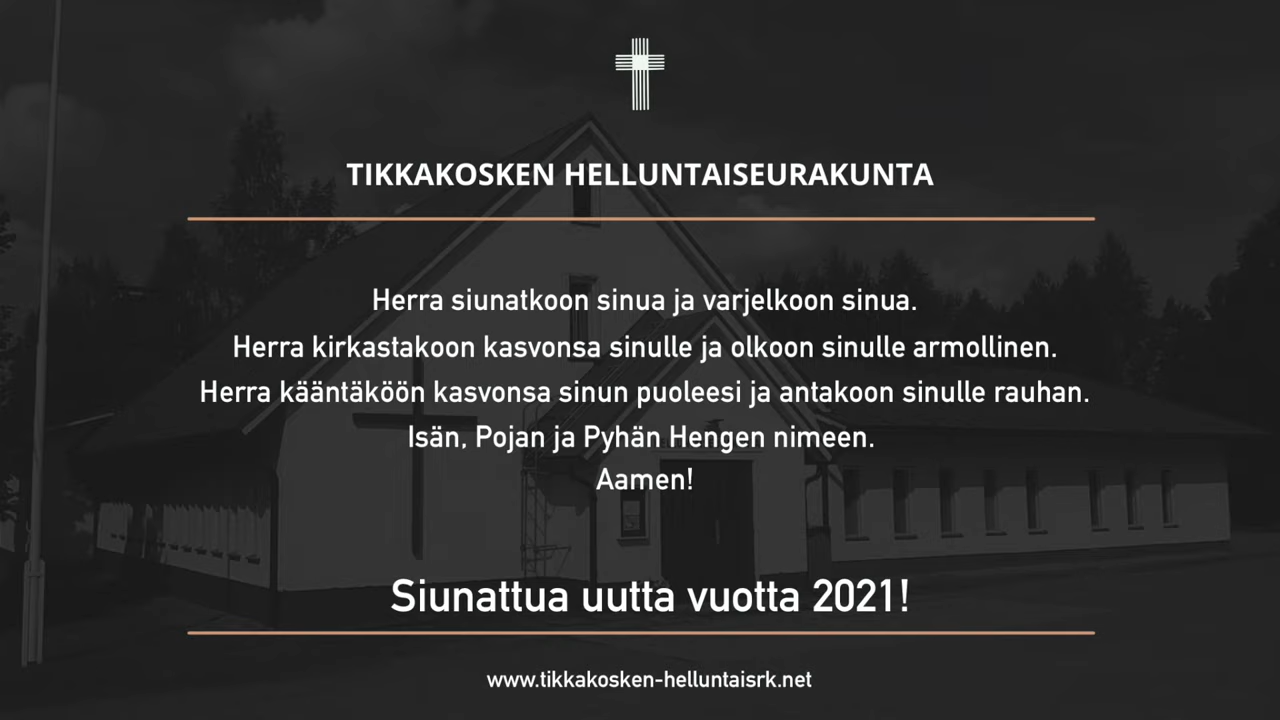 TIKKAKOSKEN HELLUNTAISEURAKUNTA
Herra siunatkoon sinua ja varjelkoon sinua.
Herra kirkastakoon kasvonsa sinulle ja olkoon sinulle armollinen.
Herra kääntäköön kasvonsa sinun puoleesi ja antakoon sinulle rauhan.
Isän, Pojan ja Pyhän Hengen nimeen.
Aamen!
Siunattua uutta vuotta 2021!
www.tikkakosken-helluntaisrk.net